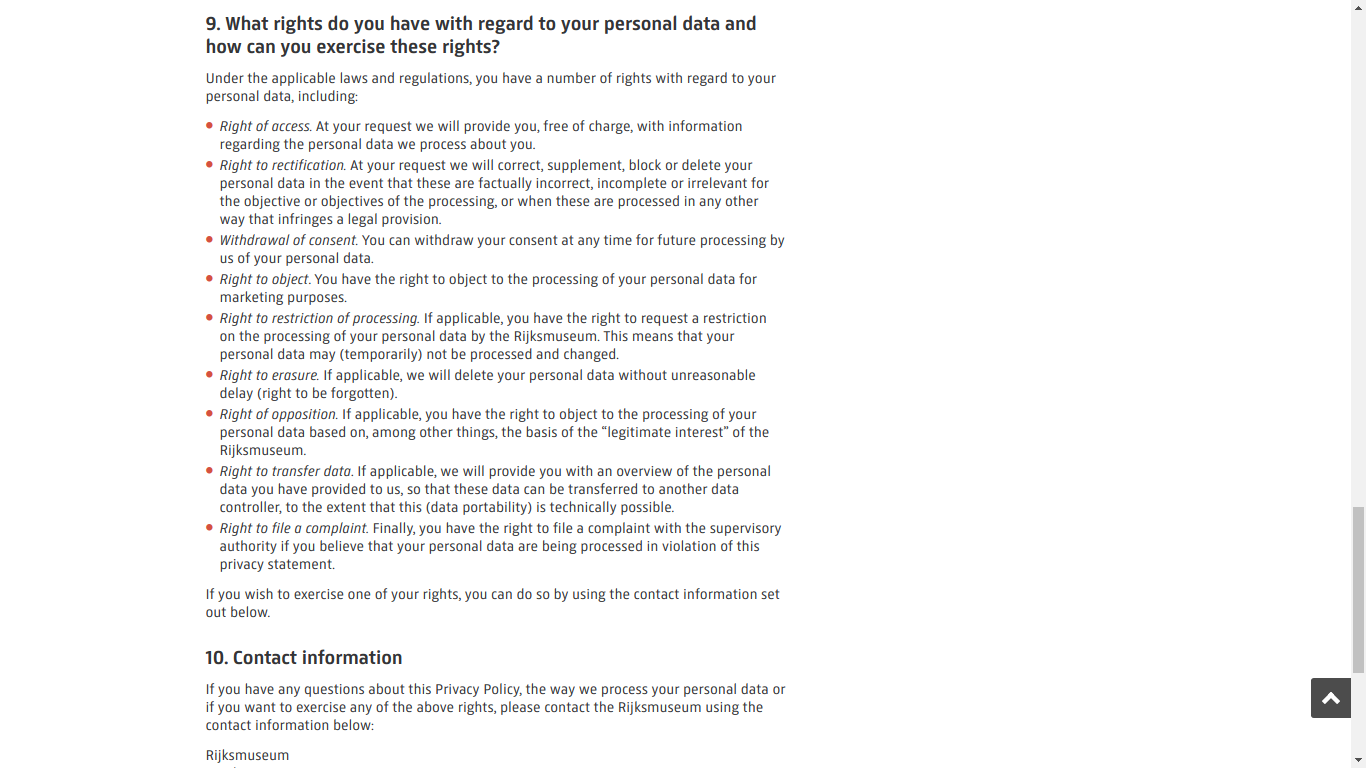 9. What rights do you have with regard to your personal data and
how can you exercise these rights?
Under the applicable laws and regulations, you have a number of rights with regard to your
personal data, including:
Right of access. At your request we will provide you, free of charge, with information
regarding the personal data we process about you.
Right to rectification. At your request we will correct, supplement, block or delete your
personal data in the event that these are factually incorrect, incomplete or irrelevant for
the objective or objectives of the processing, or when these are processed in any other
way that infringes a legal provision.
Withdrawal of consent. You can withdraw your consent at any time for future processing by
us of your personal data.
Right to object. You have the right to object to the processing of your personal data for
marketing purposes.
Right to restriction of processing. If applicable, you have the right to request a restriction
on the processing of your personal data by the Rijksmuseum. This means that your
personal data may (temporarily) not be processed and changed.
Right to erasure. If applicable, we will delete your personal data without unreasonable
delay (right to be forgotten).
Right of opposition. If applicable, you have the right to object to the processing of your
personal data based on, among other things, the basis of the “legitimate interest” of the
Rijksmuseum.
Right to transfer data. If applicable, we will provide you with an overview of the personal
data you have provided to us, so that these data can be transferred to another data
controller, to the extent that this (data portability) is technically possible.
Right to file a complaint. Finally, you have the right to file a complaint with the supervisory
authority if you believe that your personal data are being processed in violation of this
privacy statement.
If you wish to exercise one of your rights, you can do so by using the contact information set
out below.
10. Contact information
If you have any questions about this Privacy Policy, the way we process your personal data or
if you want to exercise any of the above rights, please contact the Rijksmuseum using the
contact information below:
Rijksmuseum